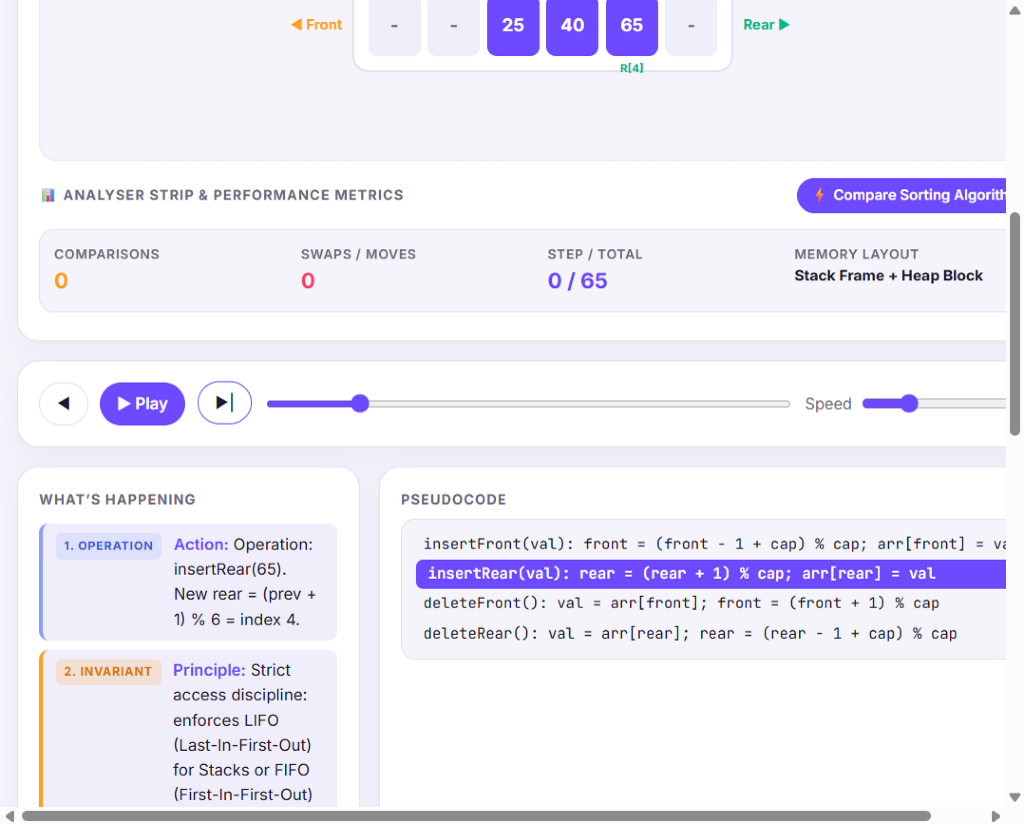 ◀ Front - - 25 40 65 - Rear ▶
R[4]
📊 ANALYSER STRIP & PERFORMANCE METRICS
⚡ Compare Sorting Algorith
COMPARISONS SWAPS / MOVES STEP / TOTAL MEMORY LAYOUT
0 0 0 / 65 Stack Frame + Heap Block
◀ ▶ Play ▶| Speed
WHAT'S HAPPENING
1. OPERATION Action: Operation:
insertRear(65).
New rear = (prev +
1) % 6 = index 4.
2. INVARIANT Principle: Strict
access discipline:
enforces LIFO
(Last-In-First-Out)
for Stacks or FIFO
(First-In-First-Out)
PSEUDOCODE
insertFront(val): front = (front - 1 + cap) % cap; arr[front] = va
insertRear(val): rear = (rear + 1) % cap; arr[rear] = val
deleteFront(): val = arr[front]; front = (front + 1) % cap
deleteRear(): val = arr[rear]; rear = (rear - 1 + cap) % cap